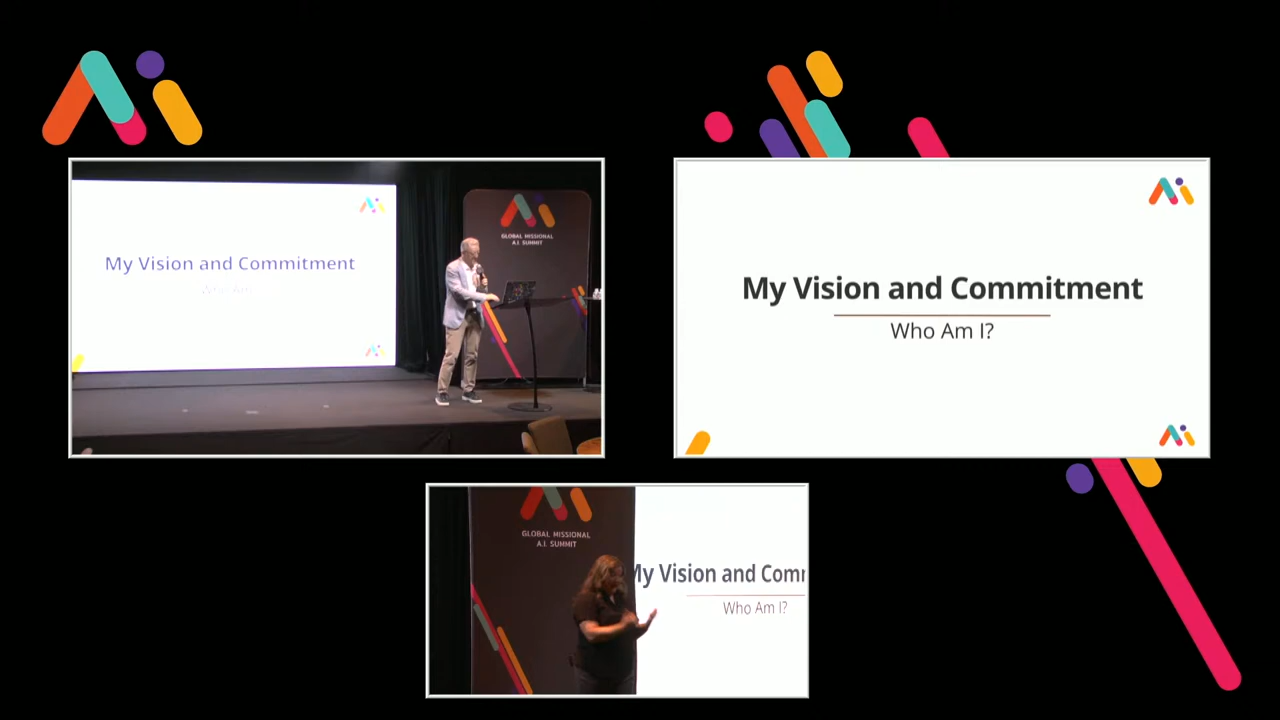 My Vision and Commitment
GLOBAL MISSIONAL
A.I. SUMMIT
My Vision and Commitment
Who Am I?
GLOBAL MISSIONAL
A.I. SUMMIT
My Vision and Comm
Who Am I?